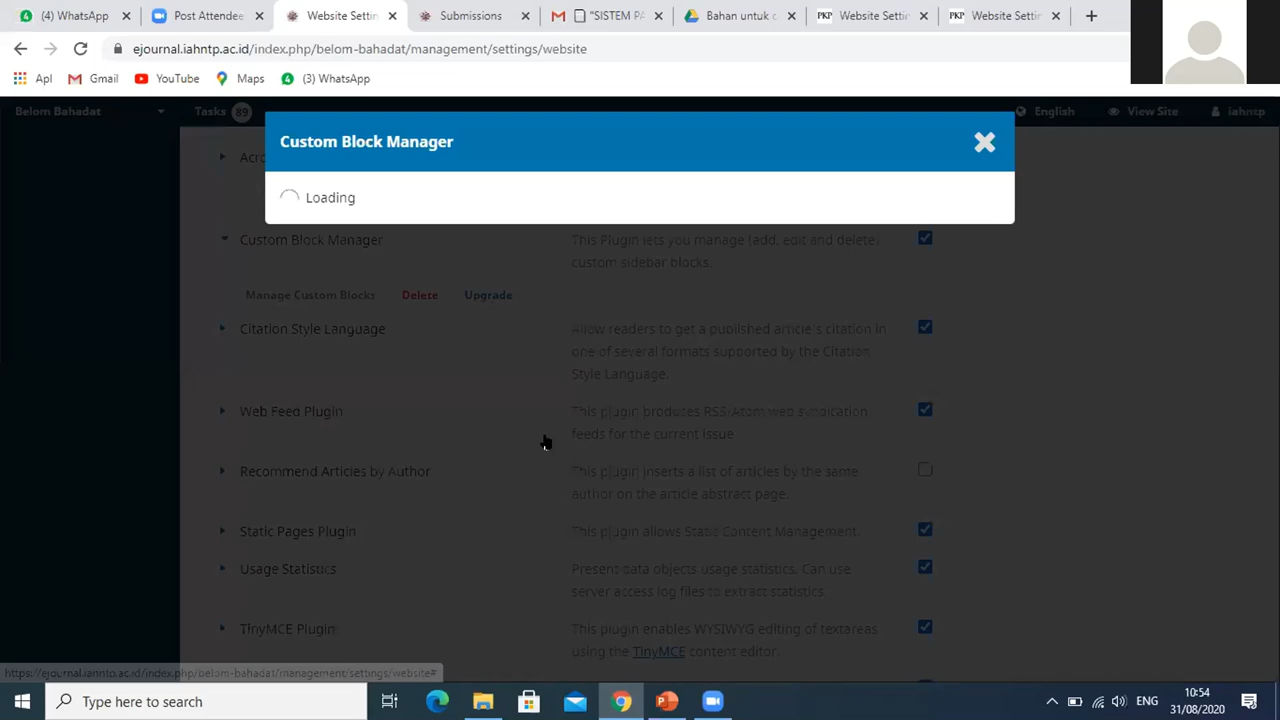 (4) WhatsApp
Post Attendee
Website Settin
Submissions
"SISTEM PA
Bahan untuk c
PKP
Website Settin
PKP
Website Settin
ejournal.iahntp.ac.id/index.php/belom-bahadat/management/settings/website
Apl
Gmail
YouTube
Maps
(3) WhatsApp
Belom Bahadat
Tasks 89
English
View Site
iahntp
Custom Block Manager
Loading
Acro
Custom Block Manager
This Plugin lets you manage (add, edit and delete)
custom sidebar blocks.
Manage Custom Blocks
Delete
Upgrade
Citation Style Language
Allow readers to get a published article's citation in
one of several formats supported by the Citation
Style Language.
Web Feed Plugin
This plugin produces RSS/Atom web syndication
feeds for the current issue
Recommend Articles by Author
This plugin inserts a list of articles by the same
author on the article abstract page.
Static Pages Plugin
This plugin allows Static Content Management.
Usage Statistics
Present data objects usage statistics. Can use
server access log files to extract statistics.
TinyMCE Plugin
This plugin enables WYSIWYG editing of textareas
using the TinyMCE content editor.
https://ejournal.iahntp.ac.id/index.php/belom-bahadat/management/settings/website#
Type here to search
ENG
10:54
31/08/2020